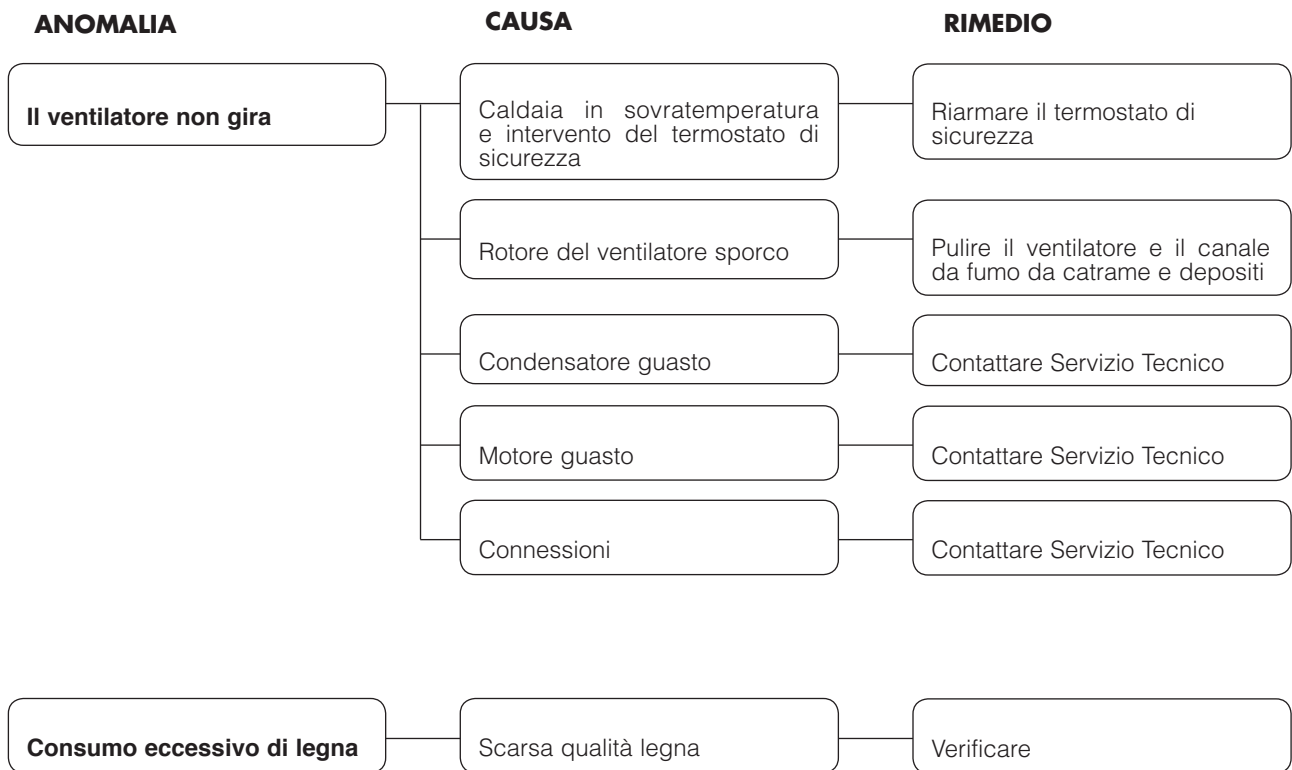 ANOMALIA
CAUSA
RIMEDIO
Il ventilatore non gira
Caldaia in sovratemperatura
e intervento del termostato di
sicurezza
Riarmare il termostato di
sicurezza
Rotore del ventilatore sporco
Pulire il ventilatore e il canale
da fumo da catrame e depositi
Condensatore guasto
Contattare Servizio Tecnico
Motore guasto
Contattare Servizio Tecnico
Connessioni
Contattare Servizio Tecnico
Consumo eccessivo di legna
Scarsa qualità legna
Verificare